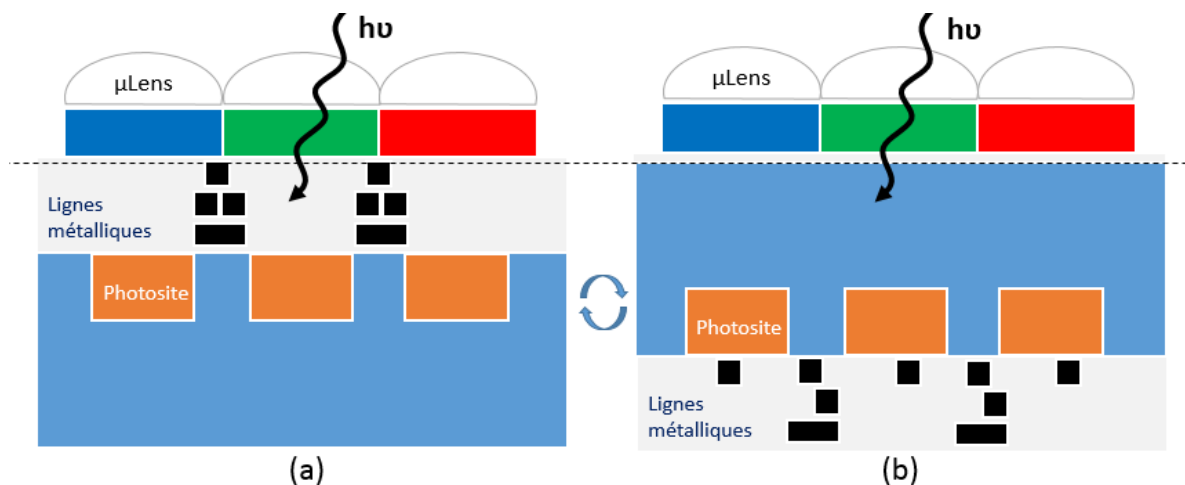 hυ
µLens
Lignes
métalliques
Photosite
(a)
hυ
µLens
Photosite
Lignes
métalliques
(b)